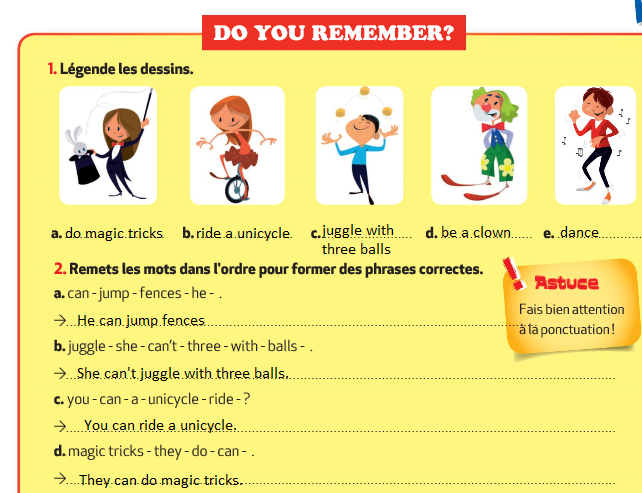 DO YOU REMEMBER?
1. Légende les dessins.
a. do magic tricks b. ride a unicycle c. juggle with three balls d. be a clown e. dance
2. Remets les mots dans l'ordre pour former des phrases correctes.
Astuce
Fais bien attention
à la ponctuation !
a. can - jump - fences - he - .
→ He can jump fences
b. juggle - she - can't - three - with - balls - .
→ She can't juggle with three balls.
c. you - can - a - unicycle - ride - ?
→ You can ride a unicycle.
d. magic tricks - they - do - can - .
→ They can do magic tricks.